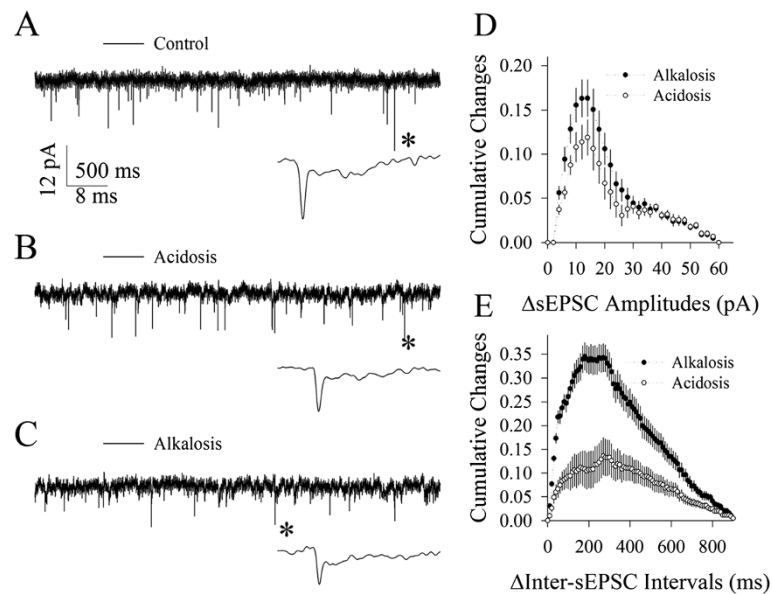 A
Control
*
12 pA
500 ms
8 ms
B
Acidosis
*
C
Alkalosis
*
D
Cumulative Changes
0.20
0.15
0.10
0.05
0.00
Alkalosis
Acidosis
0 10 20 30 40 50 60
ΔsEPSC Amplitudes (pA)
E
Cumulative Changes
0.35
0.30
0.25
0.20
0.15
0.10
0.05
0.00
Alkalosis
Acidosis
0 200 400 600 800
ΔInter-sEPSC Intervals (ms)